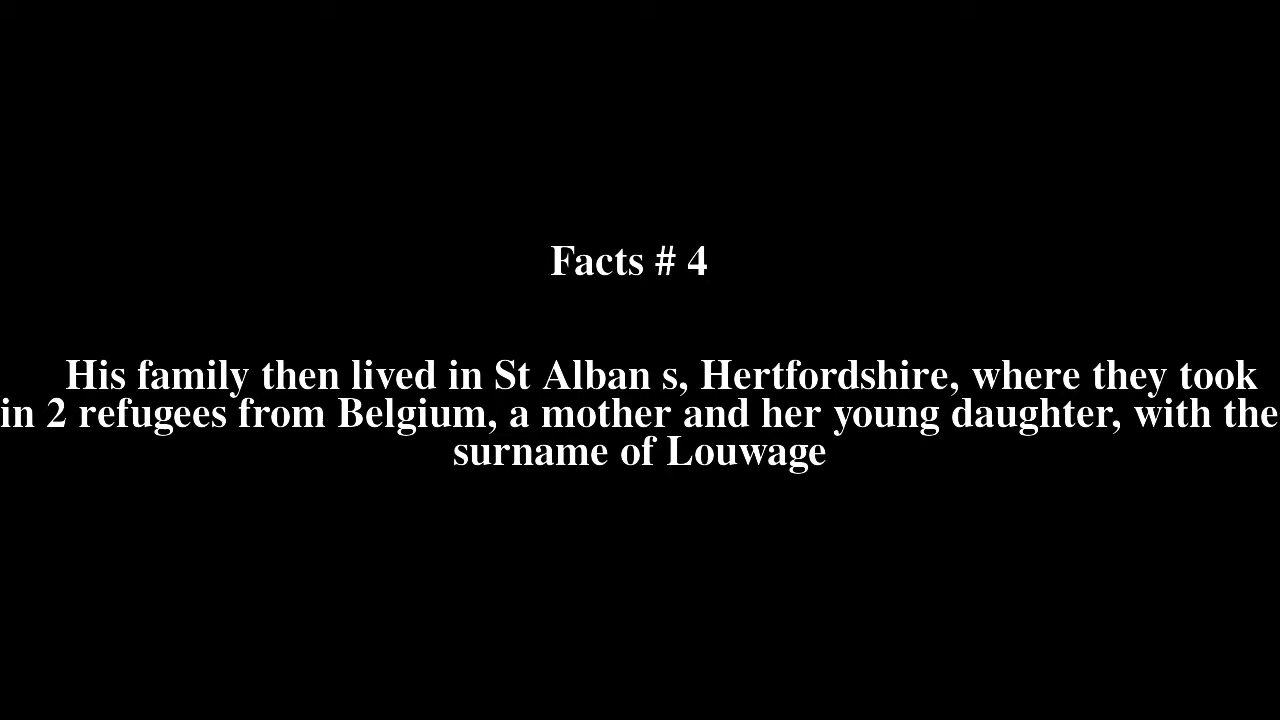 Facts # 4
His family then lived in St Alban s, Hertfordshire, where they took
in 2 refugees from Belgium, a mother and her young daughter, with the
surname of Louwage